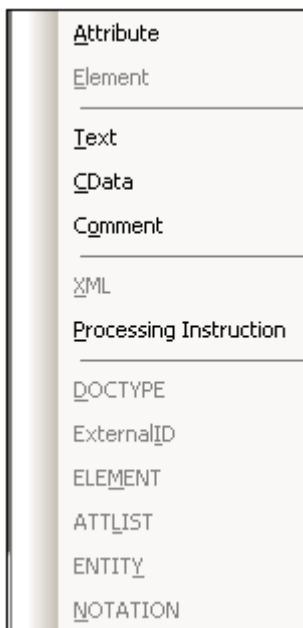 Attribute
Element
Text
CData
Comment
XML
Processing Instruction
DOCTYPE
ExternalID
ELEMENT
ATTLIST
ENTITY
NOTATION